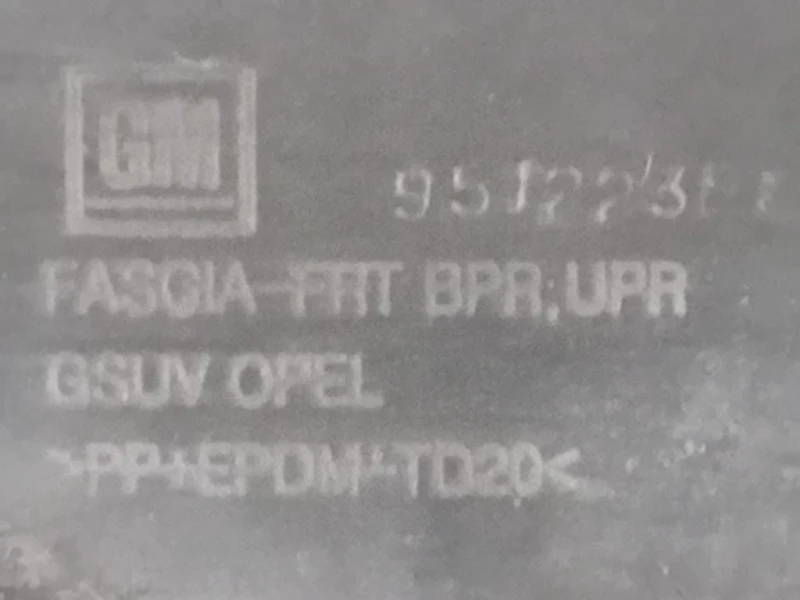 GM
FASCIA-FRT BPR;UPR
GSUV OPEL
>PP+EPDM-TD20<